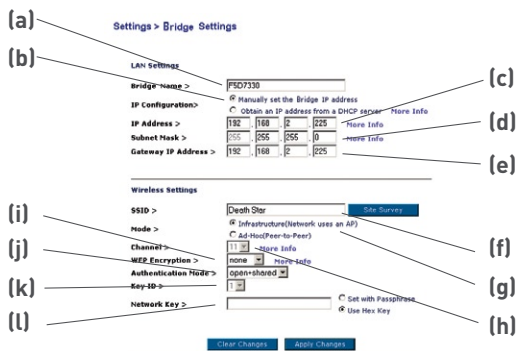 Settings > Bridge Settings
(a)
(b)
LAN Settings
Bridge Name > F5D7330
IP Configuration> Manually set the Bridge IP address
Obtain an IP address from a DHCP server More Info
(c)
IP Address > 192 . 168 . 2 . 225 More Info
(d)
Subnet Mask > 255 . 255 . 255 . 0 More Info
(e)
Gateway IP Address > 192 . 168 . 2 . 225
Wireless Settings
SSID > Death Star Site Survey
(f)
Mode > Infrastructure(Network uses an AP)
Ad-Hoc(Peer-to-Peer)
(g)
Channel > 11 More Info
(h)
(i)
WEP Encryption > none More Info
(j)
Authentication Mode > open+shared
(k)
Key ID > 1
(l)
Network Key > Set with Passphrase
Use Hex Key
Clear Changes Apply Changes